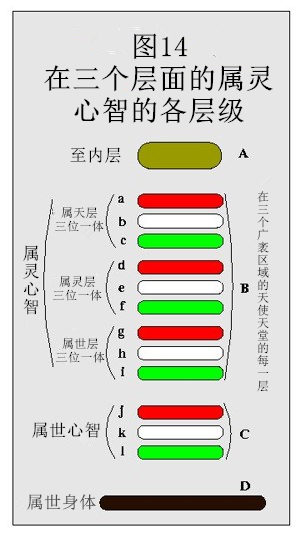 图14
在三个层面的属灵
心智的各层级
至内层
A
属天层
三位一体
a
b
c
属灵心智
属灵层
三位一体
d
e
f
B
在三个广袤区域的天使天堂的每一层
属世层
三位一体
g
h
i
属世心智
j
k
l
C
D
属世身体